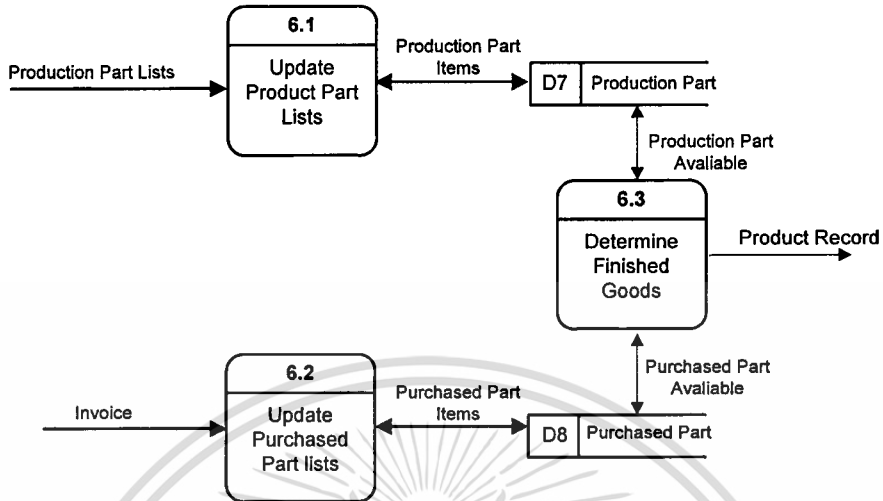 6.1
Update
Product Part
Lists
Production Part Lists
Production Part
Items
D7 Production Part
Production Part
Avaliable
6.3
Determine
Finished
Goods
Product Record
6.2
Update
Purchased
Part lists
Invoice
Purchased Part
Items
D8 Purchased Part
Purchased Part
Available